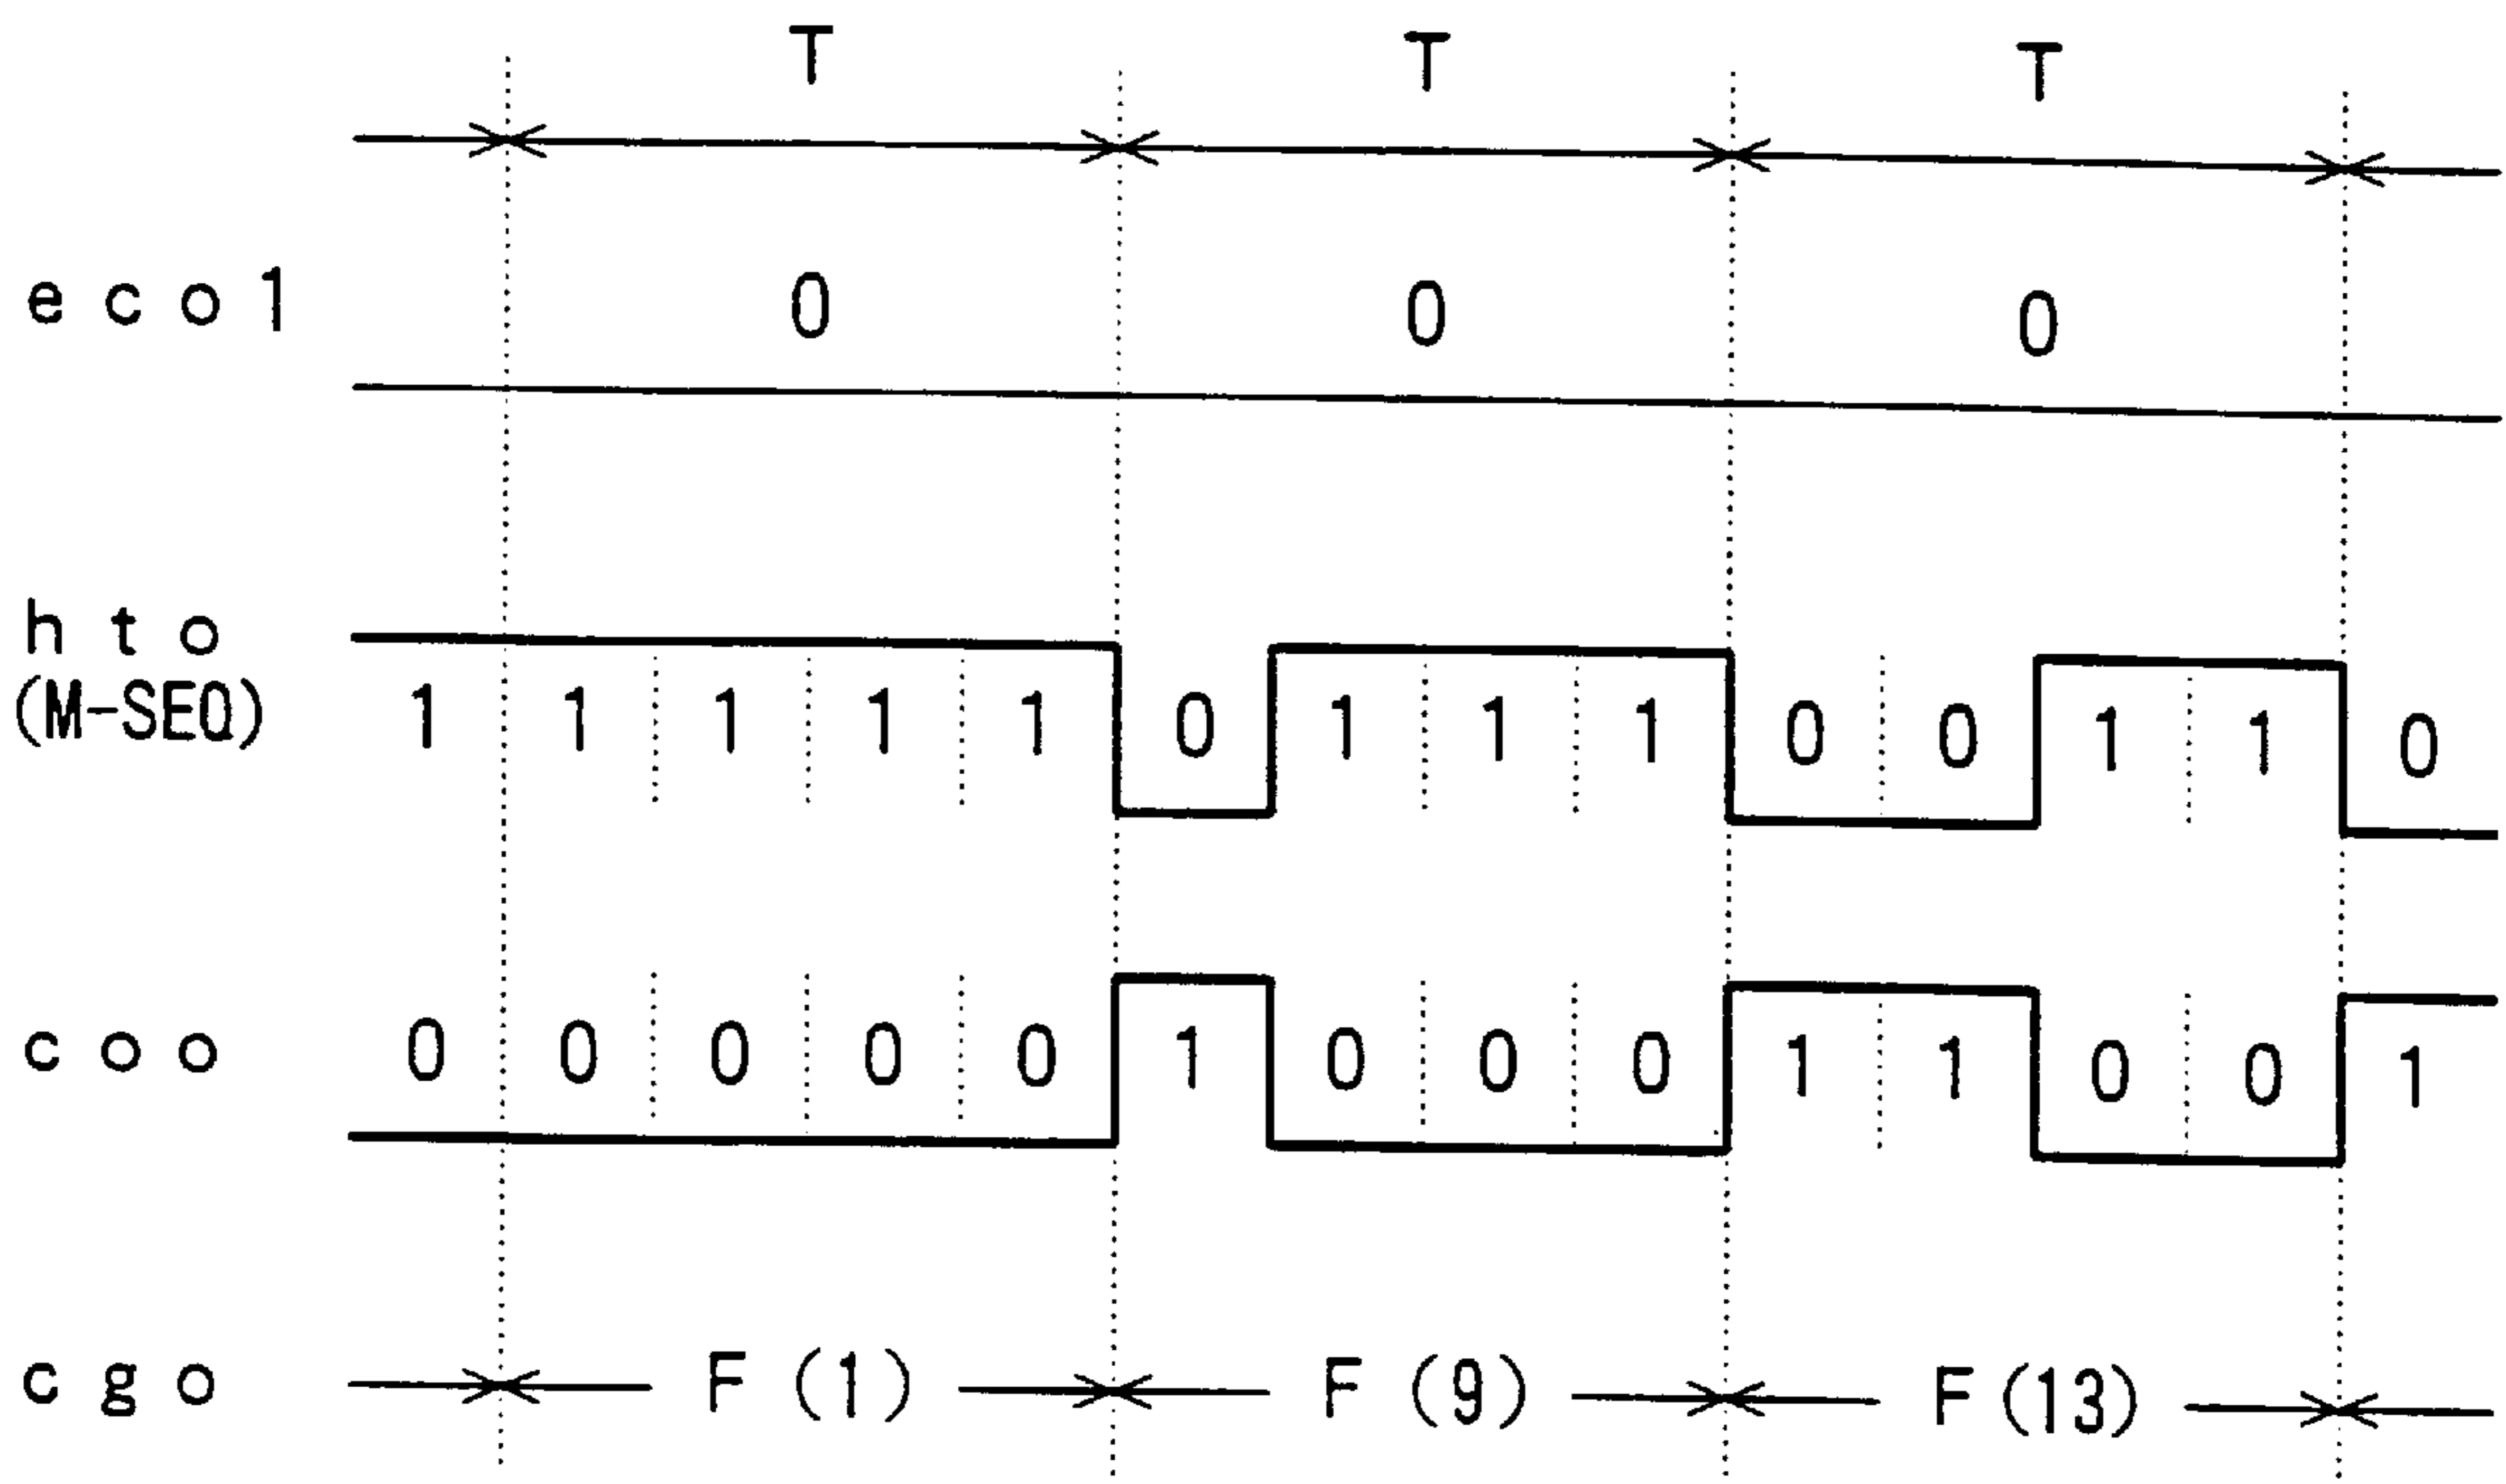 T T T
eco1 0 0 0
hto
(M-SEQ) 1 1 1 1 1 0 1 1 1 0 0 1 1 0
coo 0 0 0 0 0 1 0 0 0 1 1 0 0 1
cgo F(1) F(9) F(13)